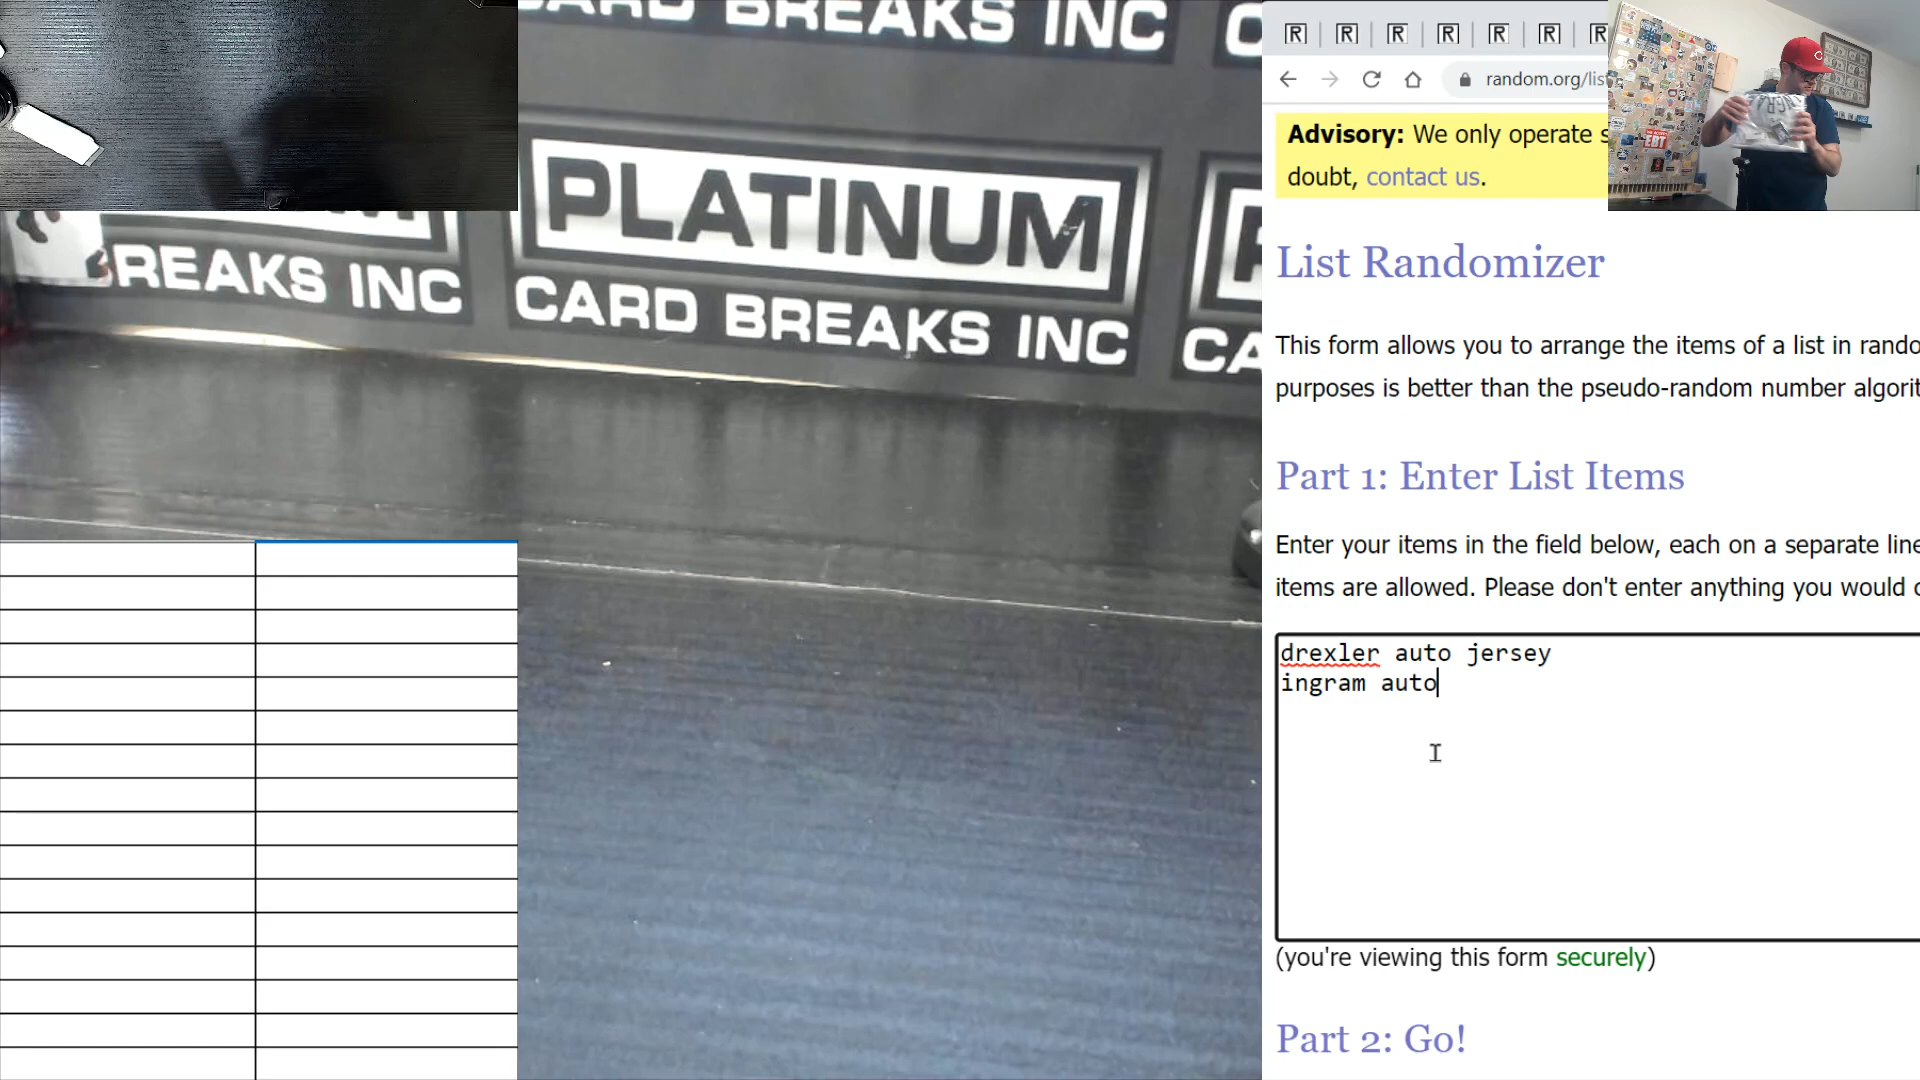 CARD BREAKS INC
PLATINUM
CARD BREAKS INC
REAKS INC
CA
random.org/lis
Advisory: We only operate s
doubt, contact us.
EBT
List Randomizer
This form allows you to arrange the items of a list in rando
purposes is better than the pseudo-random number algorit
Part 1: Enter List Items
Enter your items in the field below, each on a separate line
items are allowed. Please don't enter anything you would c
drexler auto jersey
ingram auto
(you're viewing this form securely)
Part 2: Go!